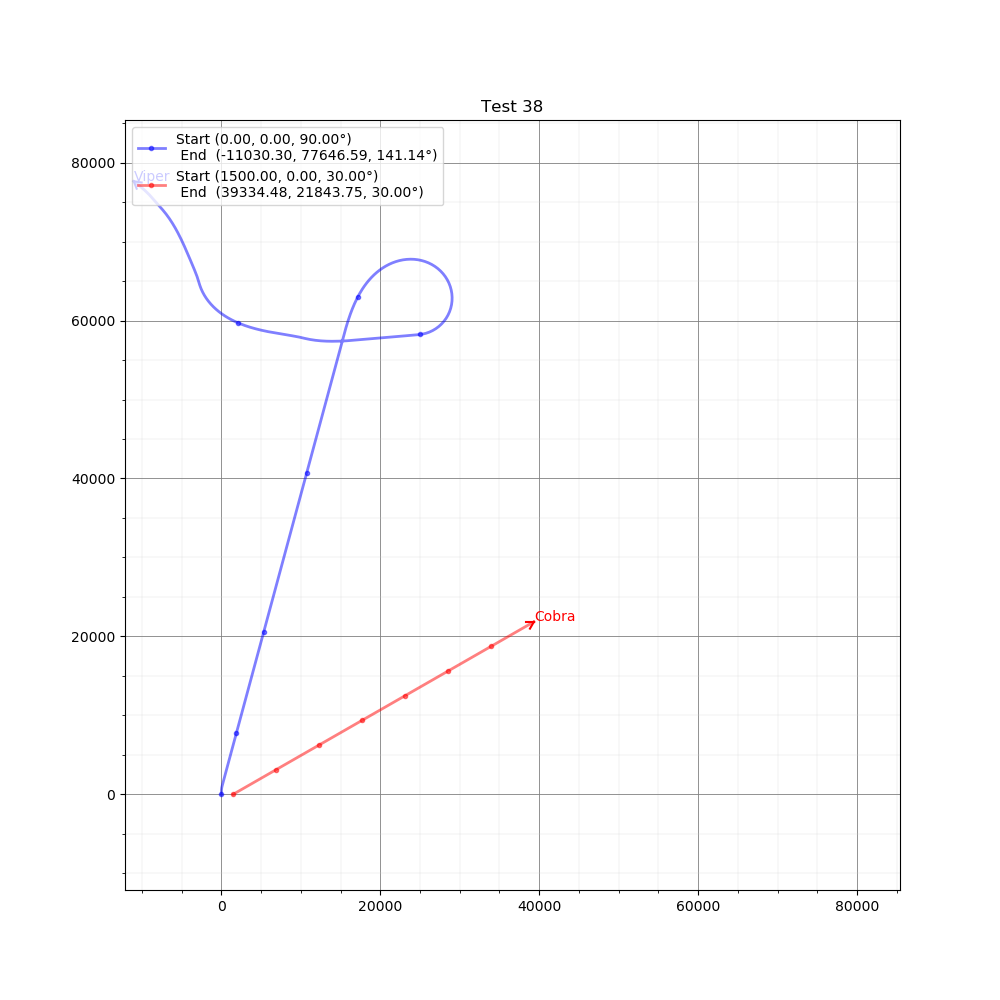 Test 38
Start (0.00, 0.00, 90.00°)
End (-11030.30, 77646.59, 141.14°)
Viper
Start (1500.00, 0.00, 30.00°)
End (39334.48, 21843.75, 30.00°)
80000
60000
40000
20000
0
Cobra
0
20000
40000
60000
80000